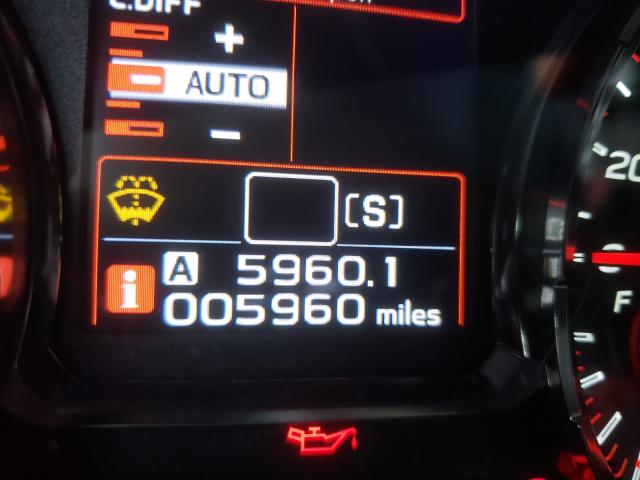 C.DIFF
+
AUTO
-
[S]
A 5960.1
i 005960 miles
20
F